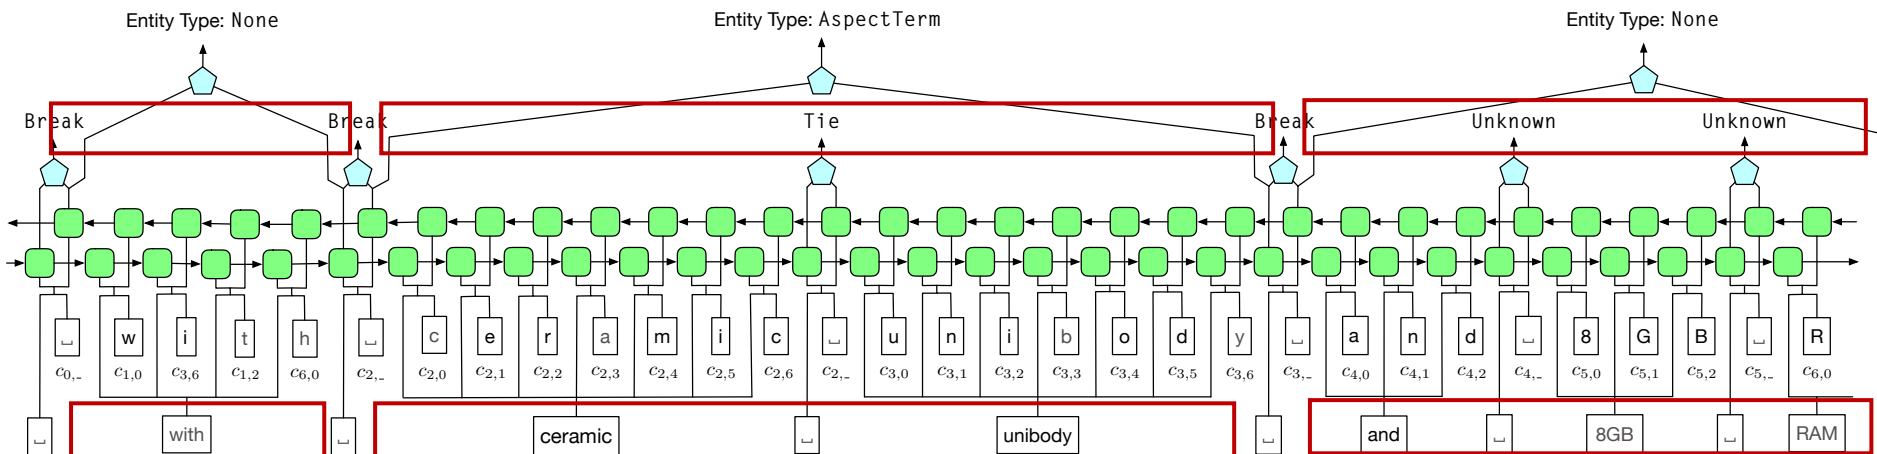 Entity Type: None Entity Type: AspectTerm Entity Type: None
Break Break Tie Break Unknown Unknown
␣ w i t h ␣ c e r a m i c ␣ u n i b o d y ␣ a n d ␣ 8 G B ␣ R
c0,_ c1,0 c3,6 c1,2 c6,0 c2,_ c2,0 c2,1 c2,2 c2,3 c2,4 c2,5 c2,6 c2,_ c3,0 c3,1 c3,2 c3,3 c3,4 c3,5 c3,6 c3,_ c4,0 c4,1 c4,2 c4,_ c5,0 c5,1 c5,2 c5,_ c6,0
␣ with ␣ ceramic ␣ unibody ␣ and ␣ 8GB ␣ RAM